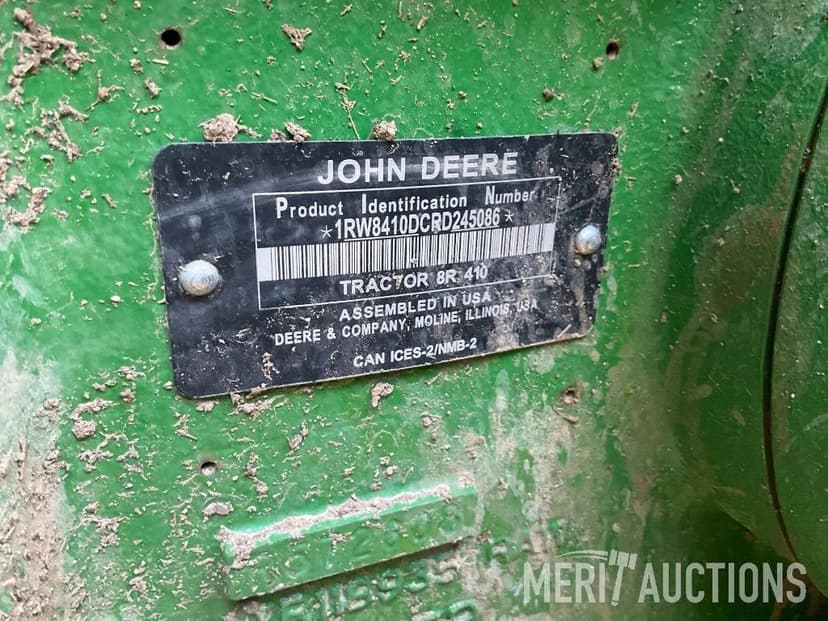 JOHN DEERE
Product Identification Number
*1RW8410DCRD245086*
TRACTOR 8R 410
ASSEMBLED IN USA
DEERE & COMPANY, MOLINE, ILLINOIS, USA
CAN ICES-2/NMB-2
MERIT AUCTIONS